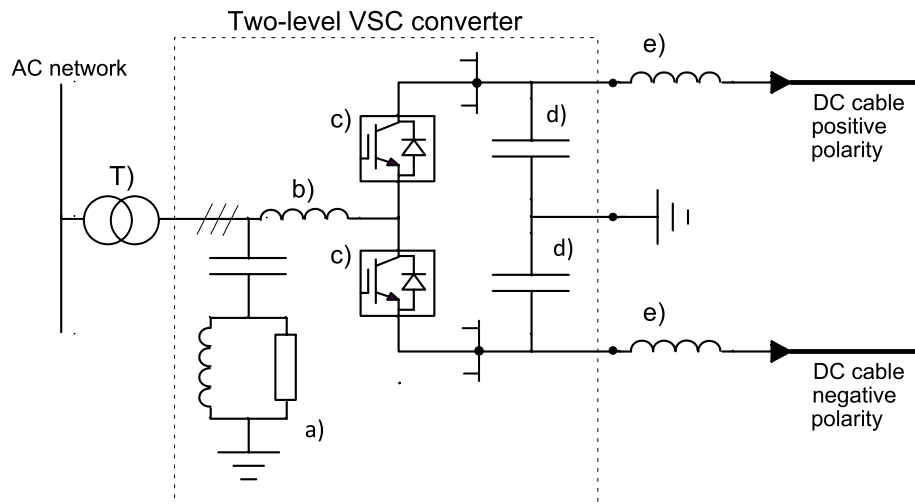 Two-level VSC converter
AC network
T)
b)
c)
c)
a)
d)
d)
e)
DC cable
positive
polarity
e)
DC cable
negative
polarity